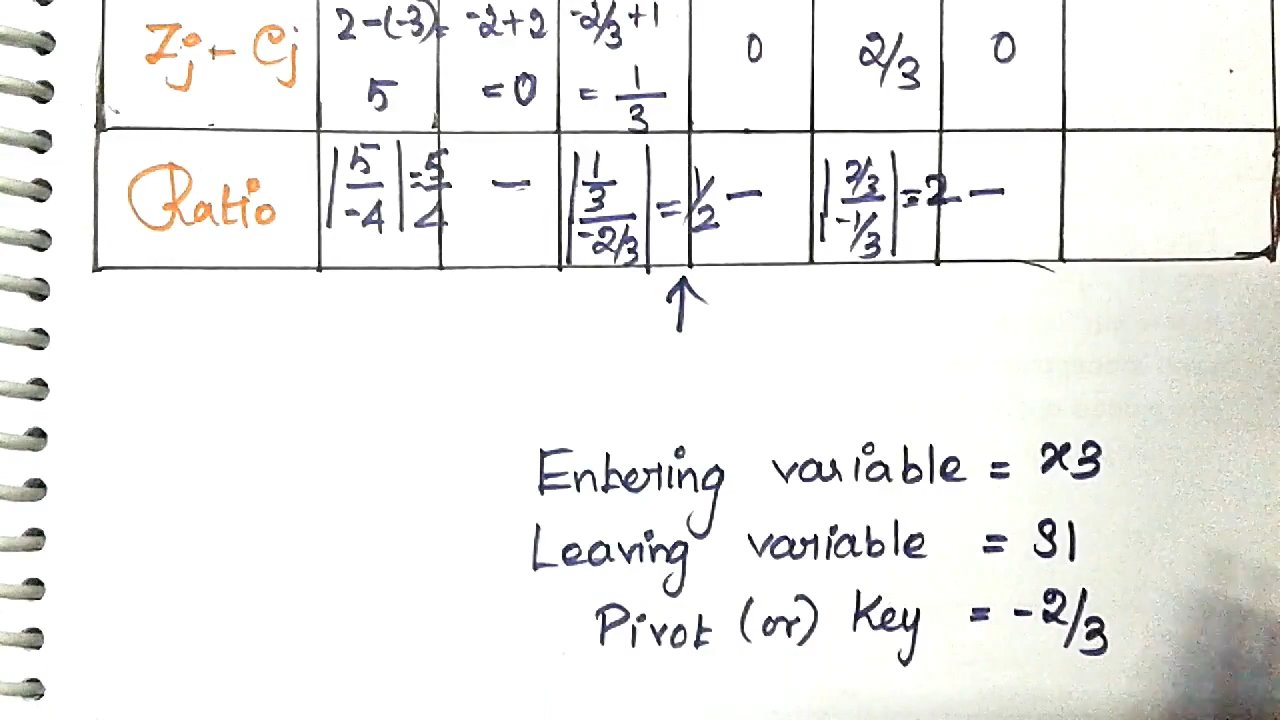 Zj - Cj 2-(-3)= 5 -2+2 =0 -2/3+1 = 1/3 0 2/3 0
Ratio |5/-4| = 5/4 - |1/3 / -2/3| = 1/2 - |2/3 / -1/3| = 2 -
↑
Entering variable = x3
Leaving variable = S1
Pivot (or) Key = -2/3